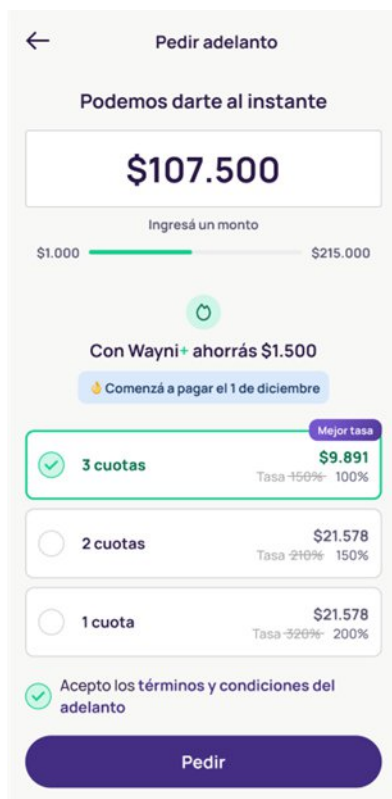 Pedir adelanto
Podemos darte al instante
$107.500
Ingresá un monto
$1.000 $215.000
Con Wayni+ ahorrás $1.500
👌 Comenzá a pagar el 1 de diciembre
Mejor tasa
3 cuotas $9.891
Tasa 150% 100%
2 cuotas $21.578
Tasa 210% 150%
1 cuota $21.578
Tasa 320% 200%
Acepto los términos y condiciones del
adelanto
Pedir